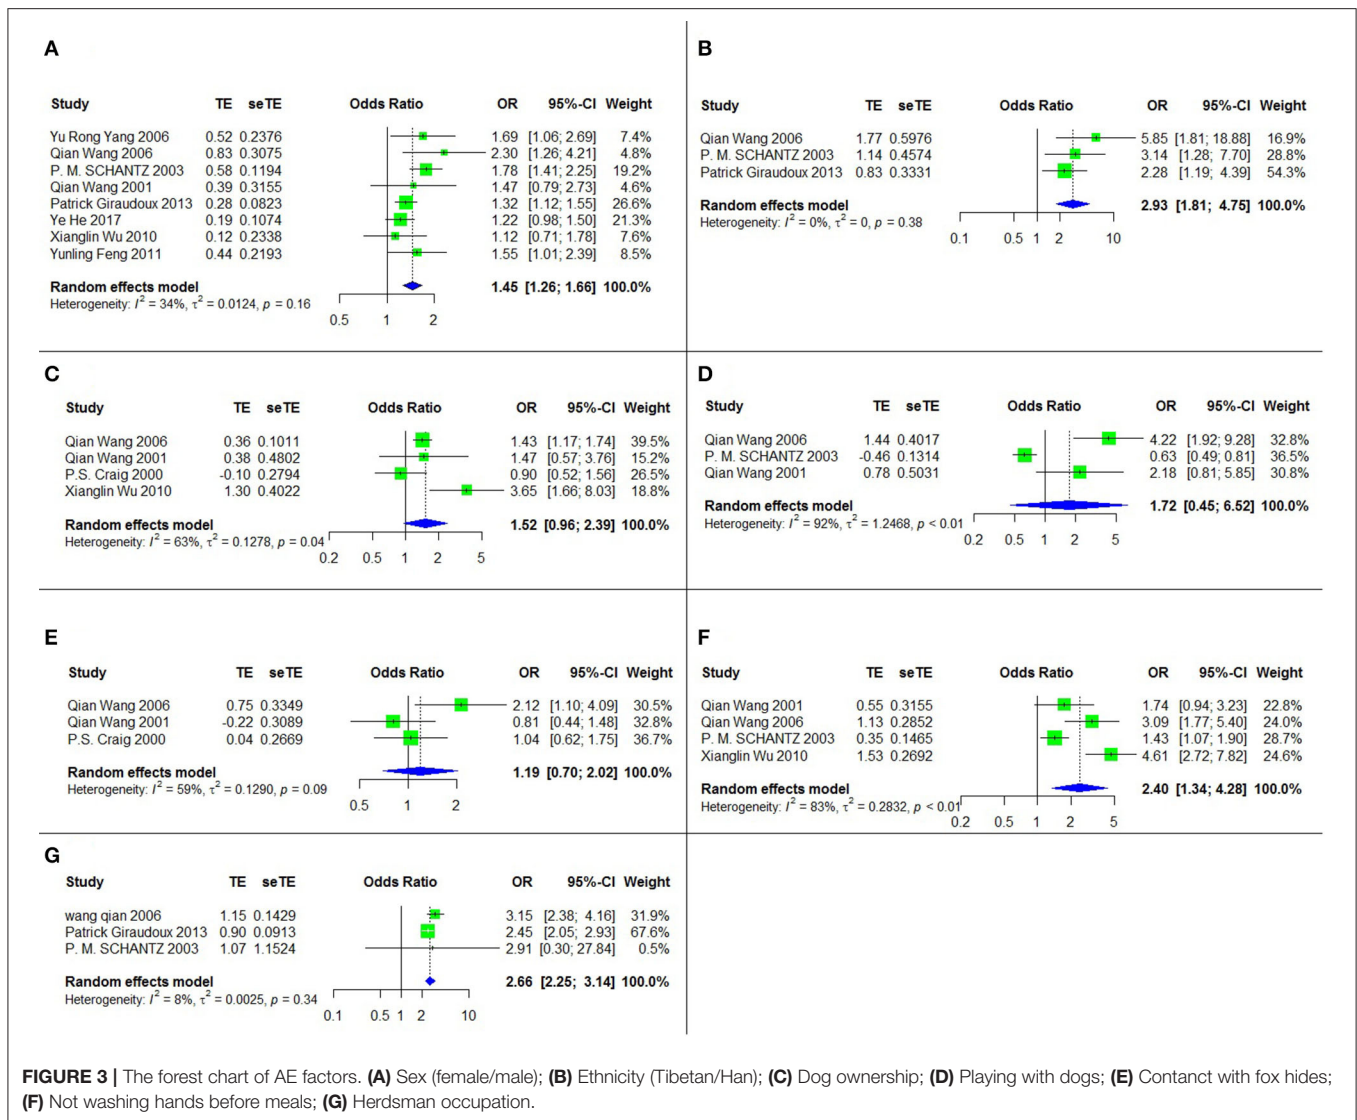 A
Study TE seTE Odds Ratio OR 95%-CI Weight
Yu Rong Yang 2006 0.52 0.2376 1.69 [1.06; 2.69] 7.4%
Qian Wang 2006 0.83 0.3075 2.30 [1.26; 4.21] 4.8%
P. M. SCHANTZ 2003 0.58 0.1194 1.78 [1.41; 2.25] 19.2%
Qian Wang 2001 0.39 0.3155 1.47 [0.79; 2.73] 4.6%
Patrick Giraudoux 2013 0.28 0.0823 1.32 [1.12; 1.55] 26.6%
Ye He 2017 0.19 0.1074 1.22 [0.98; 1.50] 21.3%
Xianglin Wu 2010 0.12 0.2338 1.12 [0.71; 1.78] 7.6%
Yunling Feng 2011 0.44 0.2193 1.55 [1.01; 2.39] 8.5%
Random effects model 1.45 [1.26; 1.66] 100.0%
Heterogeneity: I² = 34%, τ² = 0.0124, p = 0.16
0.5 1 2
B
Study TE seTE Odds Ratio OR 95%-CI Weight
Qian Wang 2006 1.77 0.5976 5.85 [1.81; 18.88] 16.9%
P. M. SCHANTZ 2003 1.14 0.4574 3.14 [1.28; 7.70] 28.8%
Patrick Giraudoux 2013 0.83 0.3331 2.28 [1.19; 4.39] 54.3%
Random effects model 2.93 [1.81; 4.75] 100.0%
Heterogeneity: I² = 0%, τ² = 0, p = 0.38
0.1 0.5 1 2 10
C
Study TE seTE Odds Ratio OR 95%-CI Weight
Qian Wang 2006 0.36 0.1011 1.43 [1.17; 1.74] 39.5%
Qian Wang 2001 0.38 0.4802 1.47 [0.57; 3.76] 15.2%
P.S. Craig 2000 -0.10 0.2794 0.90 [0.52; 1.56] 26.5%
Xianglin Wu 2010 1.30 0.4022 3.65 [1.66; 8.03] 18.8%
Random effects model 1.52 [0.96; 2.39] 100.0%
Heterogeneity: I² = 63%, τ² = 0.1278, p = 0.04
0.2 0.5 1 2 5
D
Study TE seTE Odds Ratio OR 95%-CI Weight
Qian Wang 2006 1.44 0.4017 4.22 [1.92; 9.28] 32.8%
P. M. SCHANTZ 2003 -0.46 0.1314 0.63 [0.49; 0.81] 36.5%
Qian Wang 2001 0.78 0.5031 2.18 [0.81; 5.85] 30.8%
Random effects model 1.72 [0.45; 6.52] 100.0%
Heterogeneity: I² = 92%, τ² = 1.2468, p < 0.01
0.2 0.5 1 2 5
E
Study TE seTE Odds Ratio OR 95%-CI Weight
Qian Wang 2006 0.75 0.3349 2.12 [1.10; 4.09] 30.5%
Qian Wang 2001 -0.22 0.3089 0.81 [0.44; 1.48] 32.8%
P.S. Craig 2000 0.04 0.2669 1.04 [0.62; 1.75] 36.7%
Random effects model 1.19 [0.70; 2.02] 100.0%
Heterogeneity: I² = 59%, τ² = 0.1290, p = 0.09
0.5 1 2
F
Study TE seTE Odds Ratio OR 95%-CI Weight
Qian Wang 2001 0.55 0.3155 1.74 [0.94; 3.23] 22.8%
Qian Wang 2006 1.13 0.2852 3.09 [1.77; 5.40] 24.0%
P. M. SCHANTZ 2003 0.35 0.1465 1.43 [1.07; 1.90] 28.7%
Xianglin Wu 2010 1.53 0.2692 4.61 [2.72; 7.82] 24.6%
Random effects model 2.40 [1.34; 4.28] 100.0%
Heterogeneity: I² = 83%, τ² = 0.2832, p < 0.01
0.2 0.5 1 2 5
G
Study TE seTE Odds Ratio OR 95%-CI Weight
wang qian 2006 1.15 0.1429 3.15 [2.38; 4.16] 31.9%
Patrick Giraudoux 2013 0.90 0.0913 2.45 [2.05; 2.93] 67.6%
P. M. SCHANTZ 2003 1.07 1.1524 2.91 [0.30; 27.84] 0.5%
Random effects model 2.66 [2.25; 3.14] 100.0%
Heterogeneity: I² = 8%, τ² = 0.0025, p = 0.34
0.1 0.5 1 2 10
FIGURE 3 | The forest chart of AE factors. (A) Sex (female/male); (B) Ethnicity (Tibetan/Han); (C) Dog ownership; (D) Playing with dogs; (E) Contanct with fox hides;
(F) Not washing hands before meals; (G) Herdsman occupation.